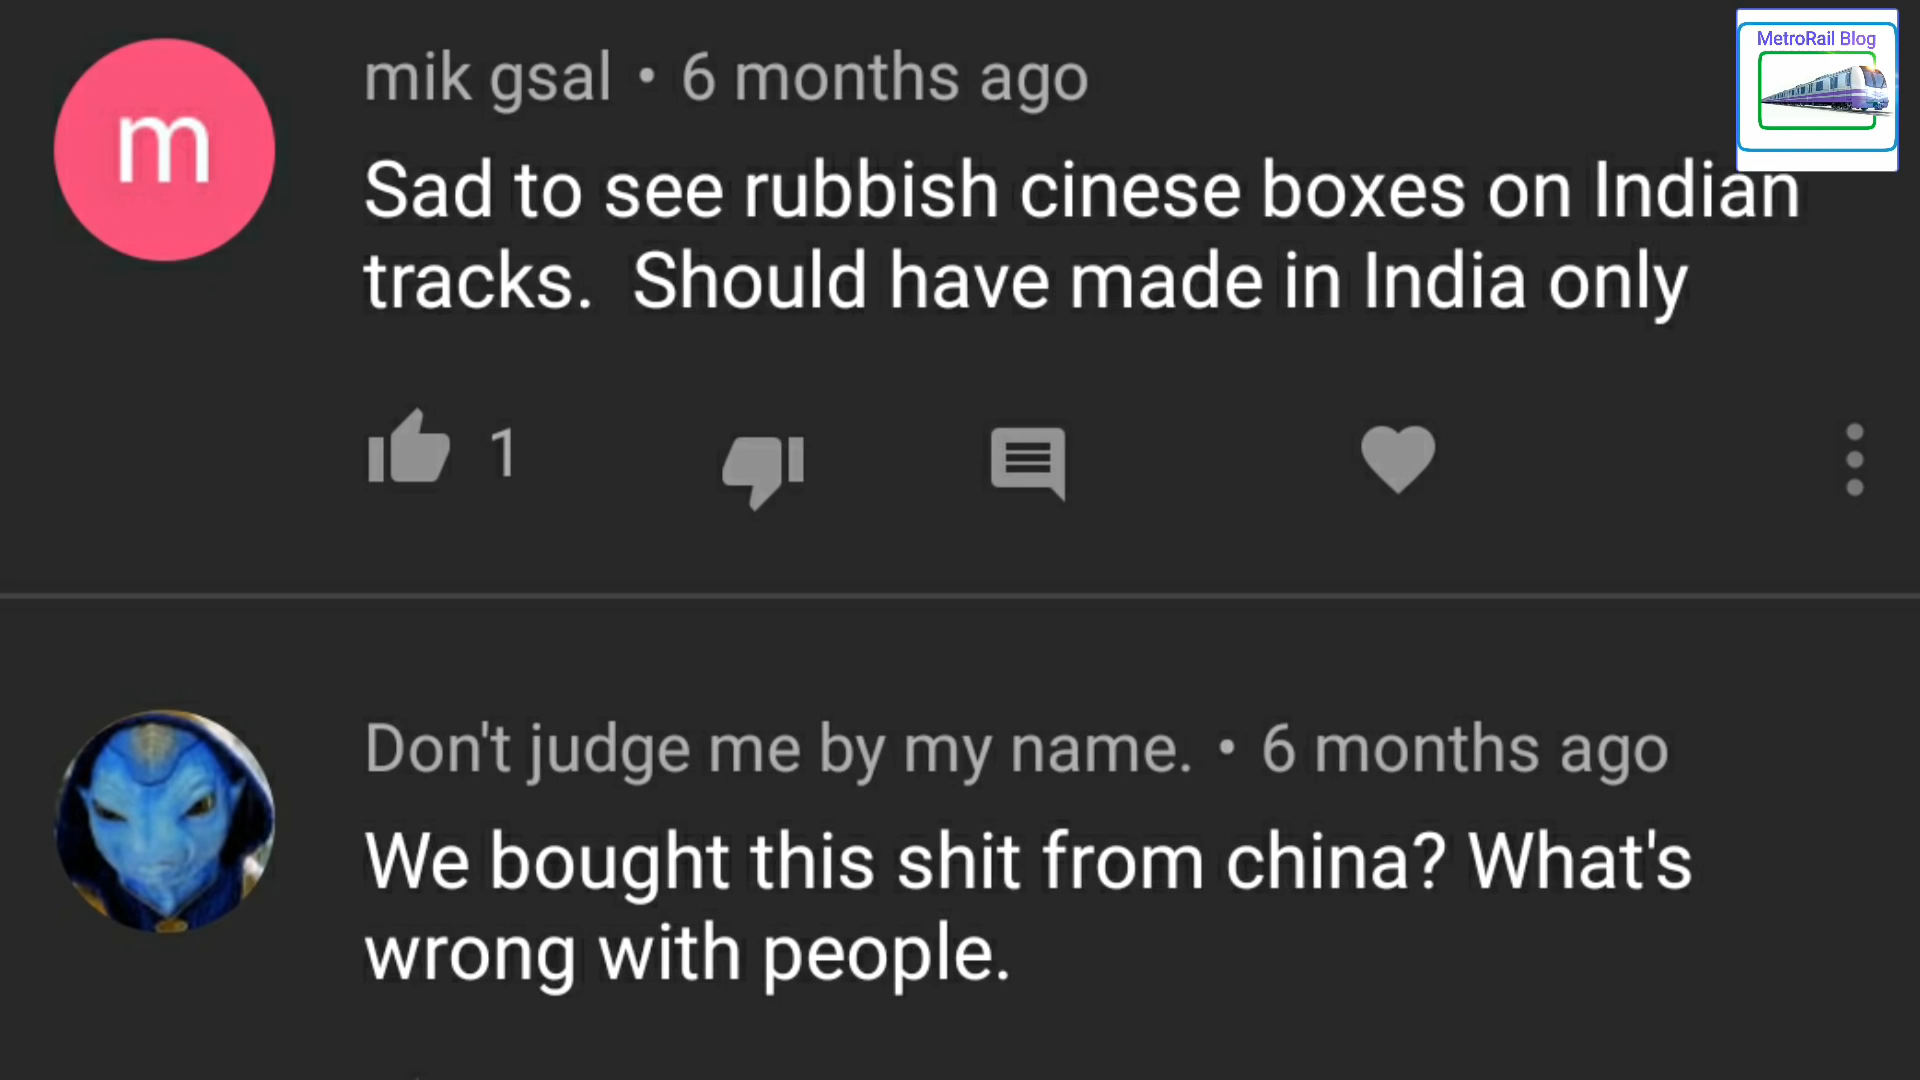 MetroRail Blog
m
mik gsal • 6 months ago
Sad to see rubbish cinese boxes on Indian
tracks.  Should have made in India only
1
Don't judge me by my name. • 6 months ago
We bought this shit from china? What's
wrong with people.